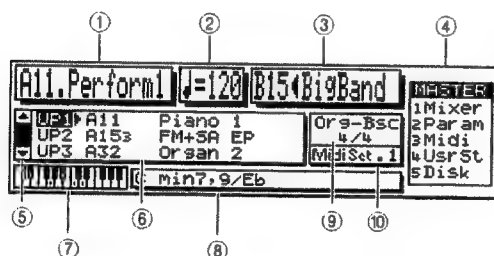 ① ② ③ ④
A11.Perform1 ♩=120 B15◂BigBand
MASTER
1Mixer
2Param
3Midi
4UsrSt
5Disk
UP1▸A11 Piano 1
UP2 A15₃ FM+SA EP
UP3 A32 Organ 2
Org-Bsc
4/4
MidiSet.1
C min7,9/Eb
⑤ ⑥ ⑨ ⑩
⑦ ⑧